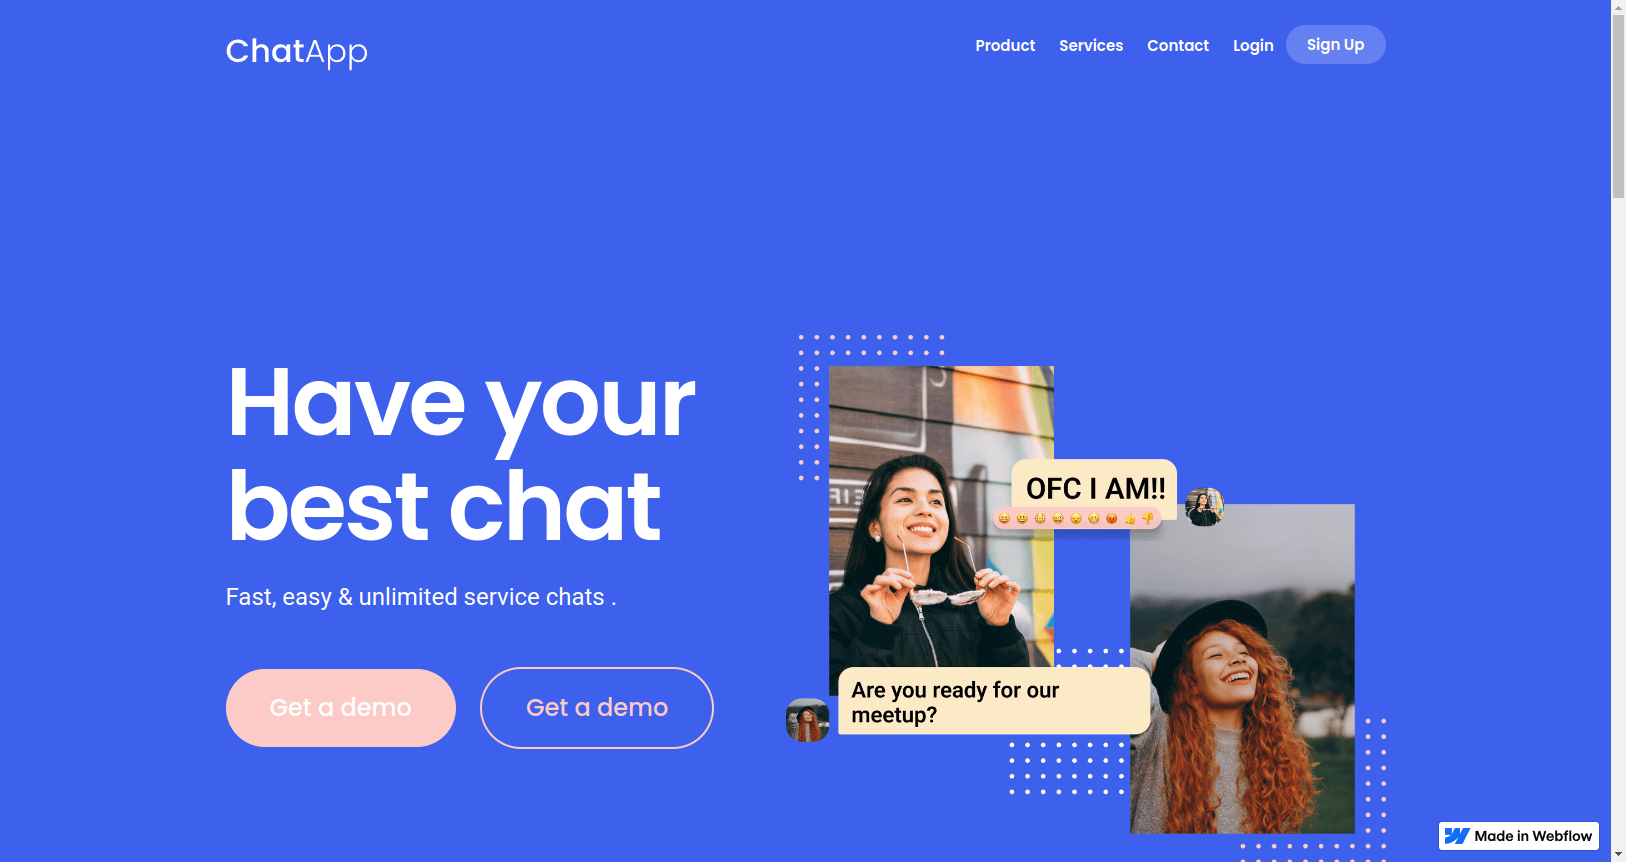 ChatApp
Product Services Contact Login Sign Up
Have your
best chat
Fast, easy & unlimited service chats .
Get a demo Get a demo
OFC I AM!!
Are you ready for our
meetup?
Made in Webflow